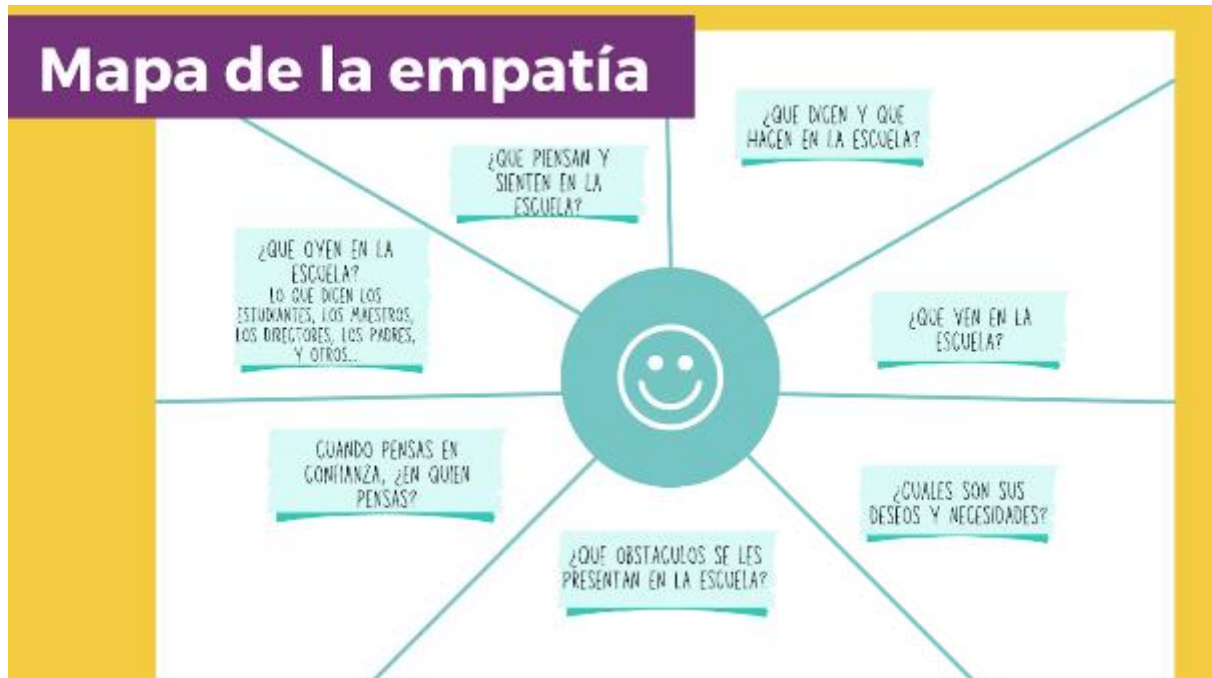 Mapa de la empatía
¿QUE DICEN Y QUE
HACEN EN LA ESCUELA?
¿QUE PIENSAN Y
SIENTEN EN LA
ESCUELA?
¿QUE OYEN EN LA
ESCUELA?
LO QUE DICEN LOS
ESTUDIANTES, LOS MAESTROS,
LOS DIRECTORES, LOS PADRES,
Y OTROS...
¿QUE VEN EN LA
ESCUELA?
CUANDO PENSAS EN
CONFIANZA, ¿EN QUIEN
PENSAS?
¿CUALES SON SUS
DESEOS Y NECESIDADES?
¿QUE OBSTACULOS SE LES
PRESENTAN EN LA ESCUELA?